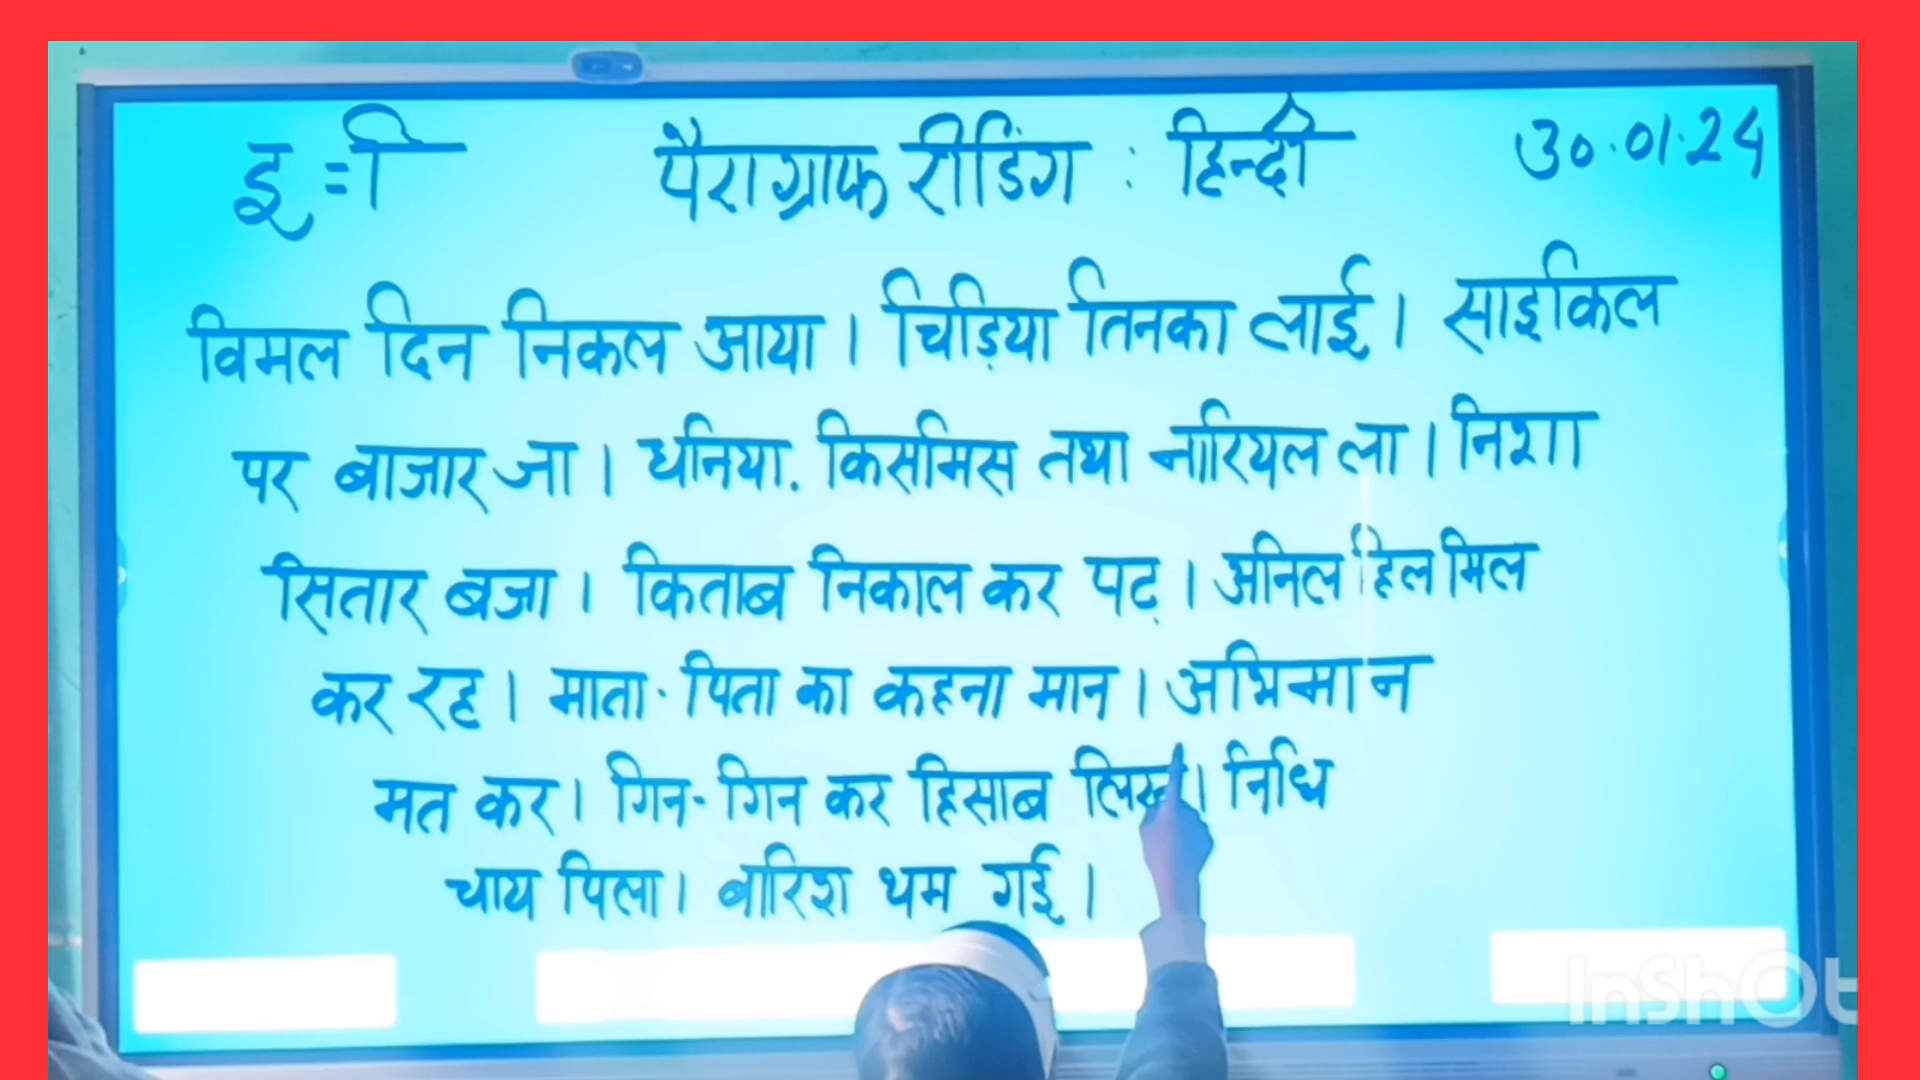 इ = ि पैराग्राफ रीडिंग : हिन्दी 30.01.24
विमल दिन निकल आया । चिड़िया तिनका लाई । साइकिल
पर बाजार जा । धनिया. किसमिस तथा नारियल ला । निशा
सितार बजा । किताब निकाल कर पढ़ । अनिल हिल मिल
कर रह । माता - पिता का कहना मान । अभिमान
मत कर । गिन - गिन कर हिसाब लिख । निधि
चाय पिला । बारिश थम गई ।
InShOt